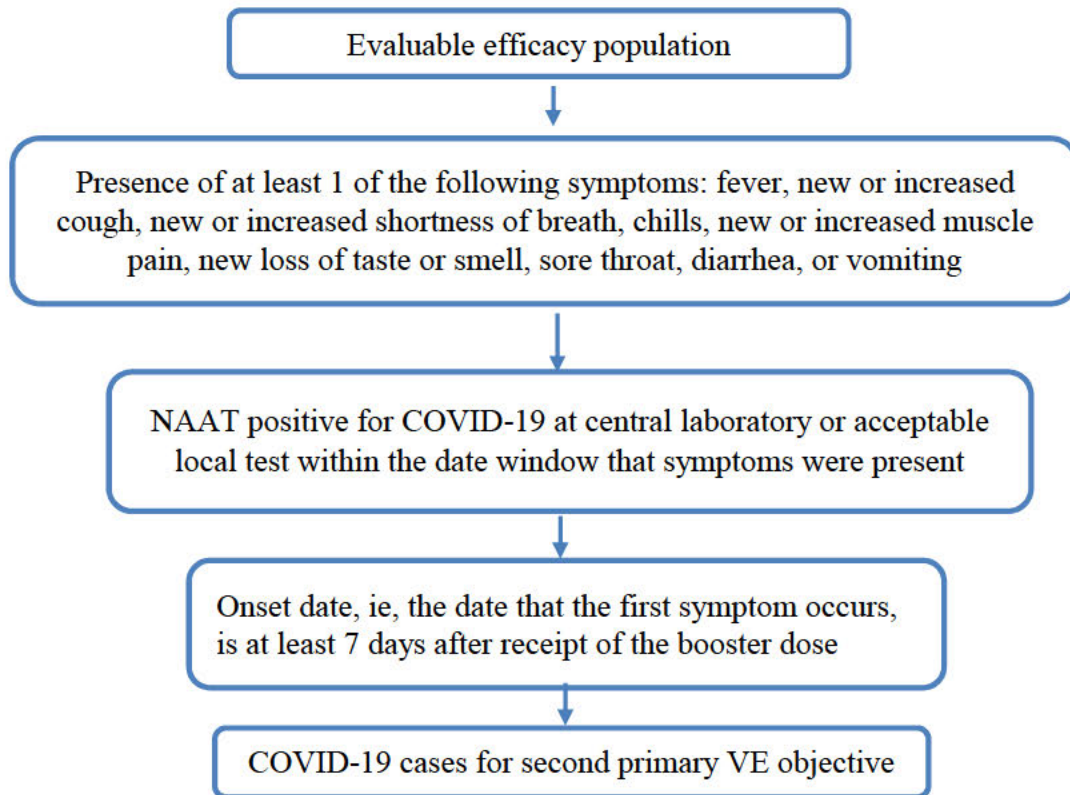 Evaluable efficacy population
Presence of at least 1 of the following symptoms: fever, new or increased
cough, new or increased shortness of breath, chills, new or increased muscle
pain, new loss of taste or smell, sore throat, diarrhea, or vomiting
NAAT positive for COVID-19 at central laboratory or acceptable
local test within the date window that symptoms were present
Onset date, ie, the date that the first symptom occurs,
is at least 7 days after receipt of the booster dose
COVID-19 cases for second primary VE objective